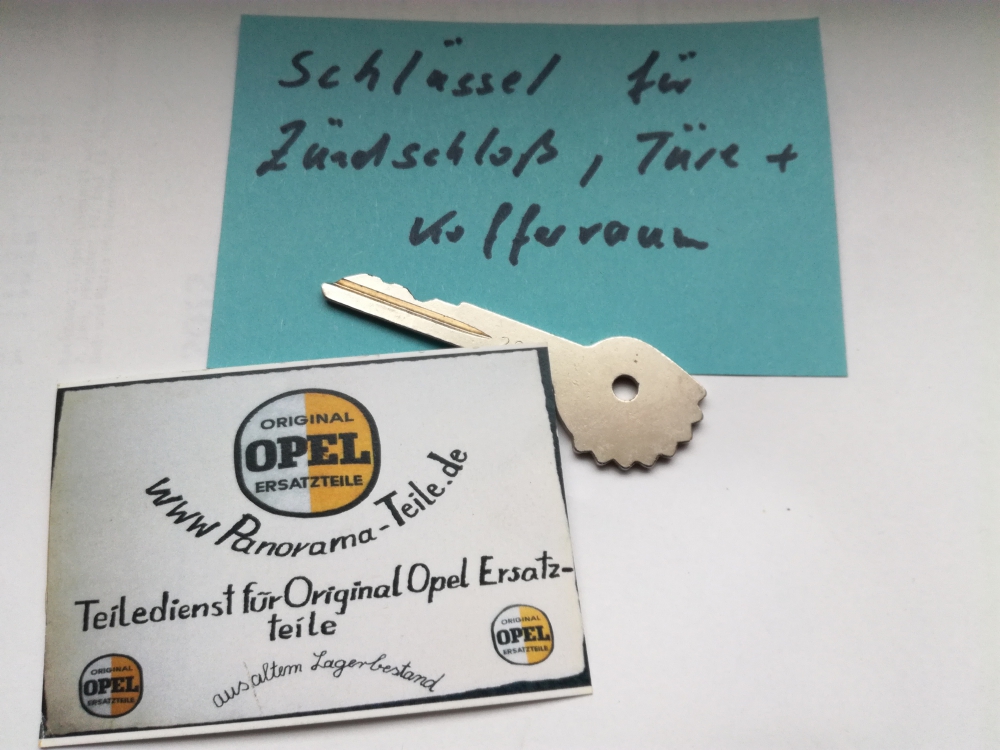 Schlüssel für
Zündschloß, Türe +
Kofferraum
ORIGINAL
OPEL
ERSATZTEILE
www.Panorama-Teile.de
Teiledienst für Original Opel Ersatz-
teile
aus altem Lagerbestand
ORIGINAL
OPEL
ERSATZTEILE
ORIGINAL
OPEL
ERSATZTEILE